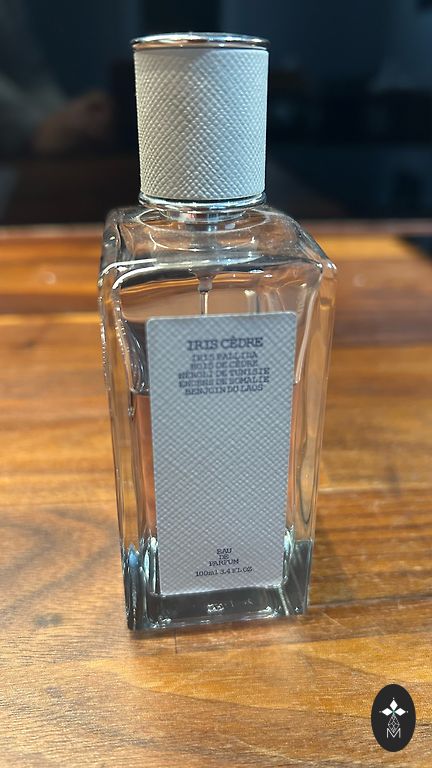 IRIS CÈDRE
IRIS PALLIDA
BOIS DE CÈDRE
NÉROLI DE TUNISIE
ENCENS DE SOMALIE
BENJOIN DU LAOS
EAU
DE
PARFUM
100ml 3.4 FL.OZ